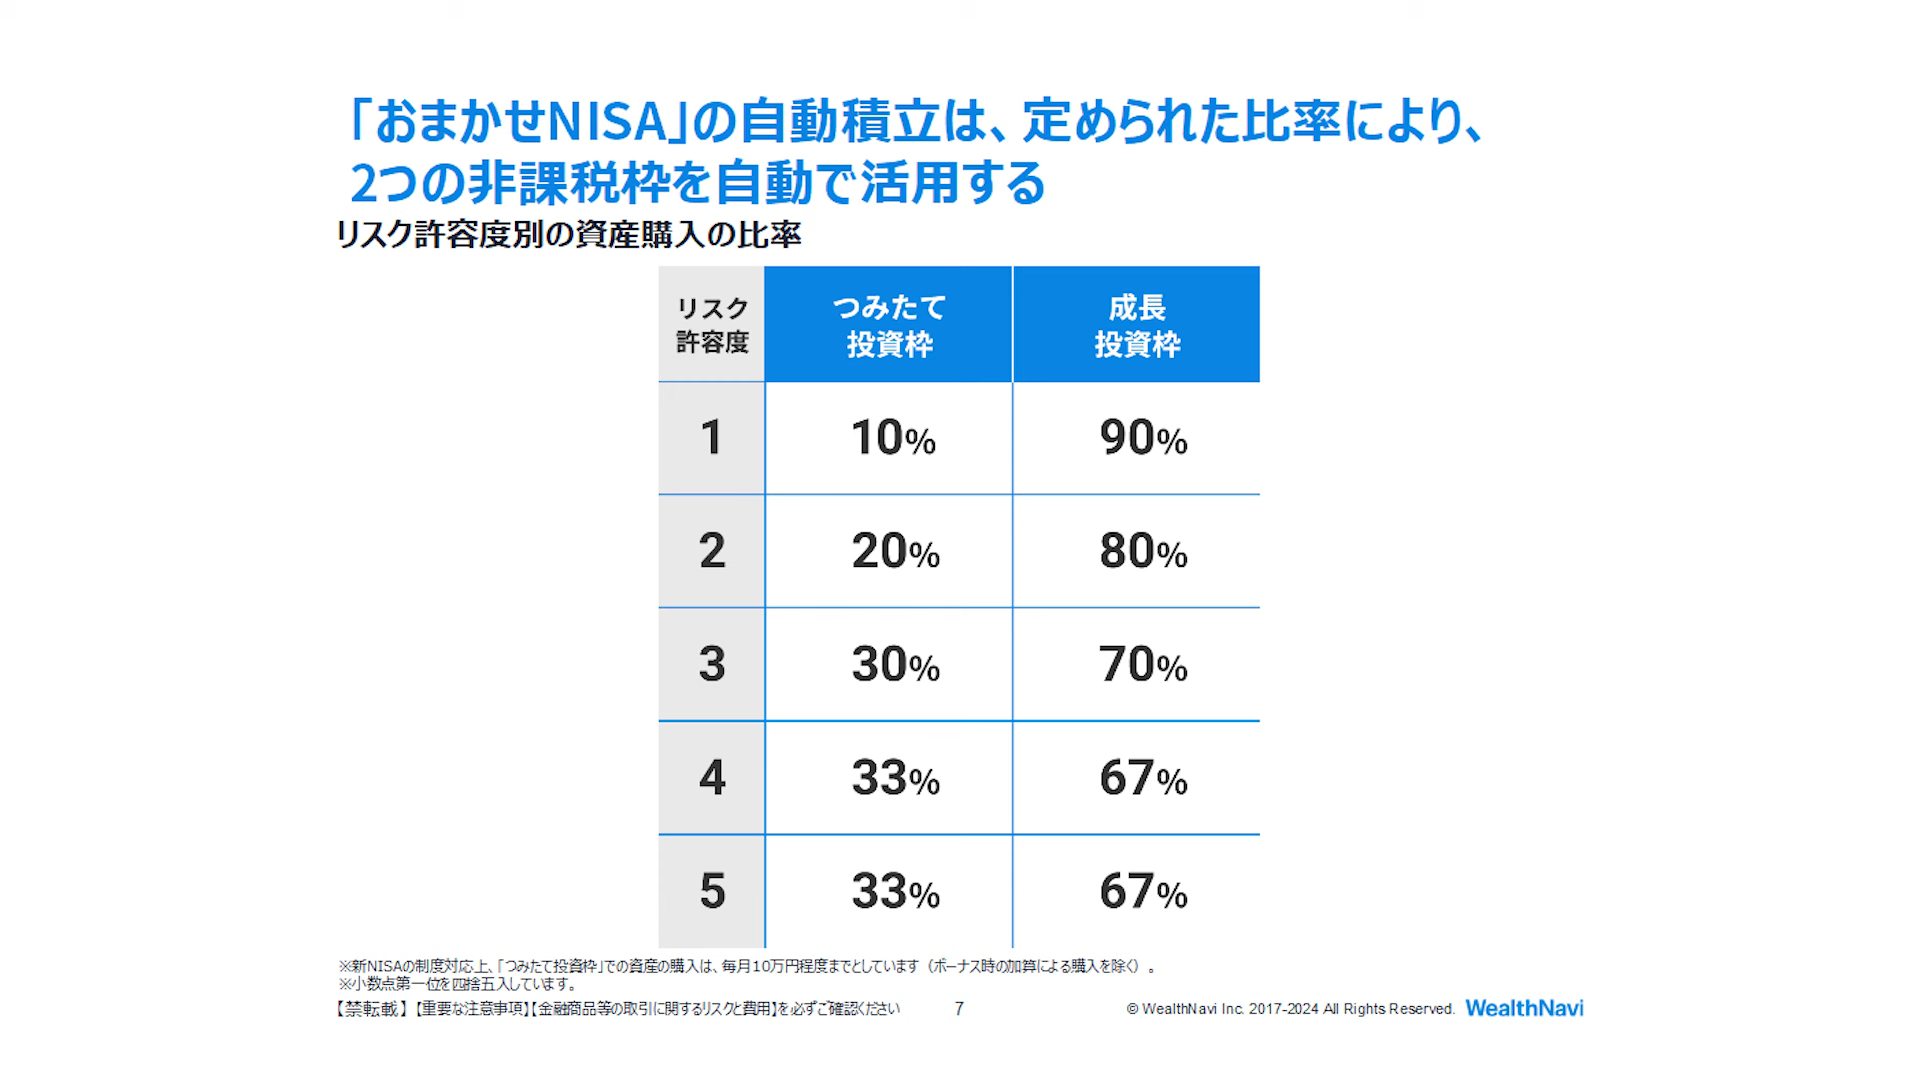 「おまかせNISA」の自動積立は、定められた比率により、
2つの非課税枠を自動で活用する
リスク許容度別の資産購入の比率
リスク
許容度
つみたて
投資枠
成長
投資枠
1 10% 90%
2 20% 80%
3 30% 70%
4 33% 67%
5 33% 67%
※新NISAの制度対応上、「つみたて投資枠」での資産の購入は、毎月10万円程度までとしています（ボーナス時の加算による購入を除く）。
※小数点第一位を四捨五入しています。
【禁転載】【重要な注意事項】【金融商品等の取引に関するリスクと費用】を必ずご確認ください 7 © WealthNavi Inc. 2017-2024 All Rights Reserved. WealthNavi